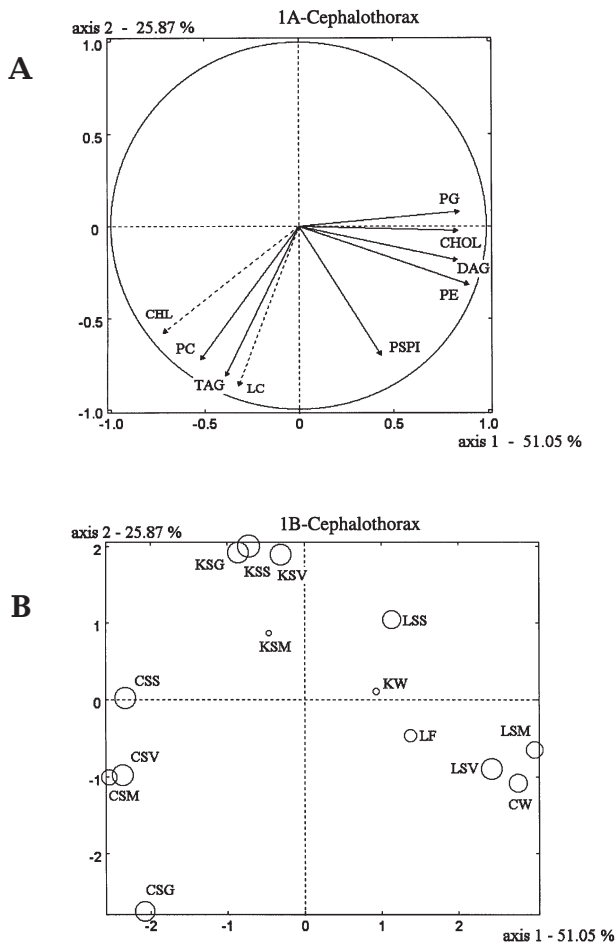 1A-Cephalothorax
axis 2 - 25.87 %
A
1.0
0.5
0
-0.5
-1.0
PG
CHOL
DAG
PE
PSPI
CHL
PC
TAG
LC
-1.0
-0.5
0
0.5
1.0
axis 1 - 51.05 %
1B-Cephalothorax
axis 2 - 25.87 %
B
2
1
0
-1
-2
KSG
KSS
KSV
KSM
LSS
KW
CSS
LF
LSM
CSV
LSV
CSM
CW
CSG
-2
-1
0
1
2
axis 1 - 51.05 %